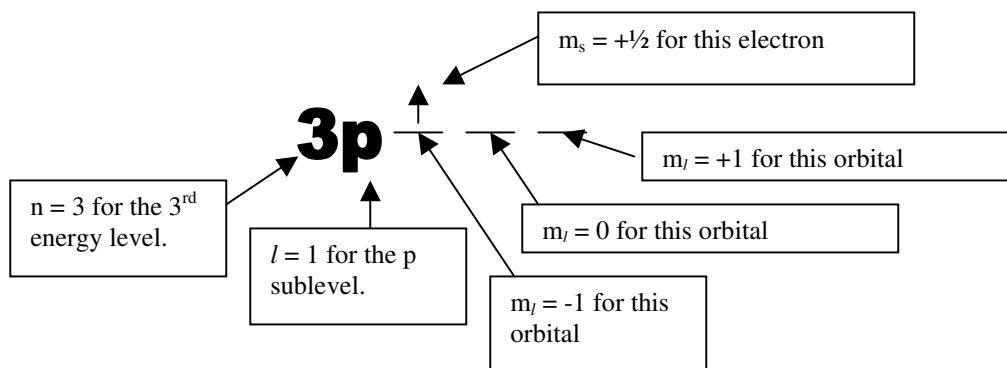 mₛ = +½ for this electron
3p
mₗ = +1 for this orbital
n = 3 for the 3ʳᵈ
energy level.
mₗ = 0 for this orbital
l = 1 for the p
sublevel.
mₗ = -1 for this
orbital